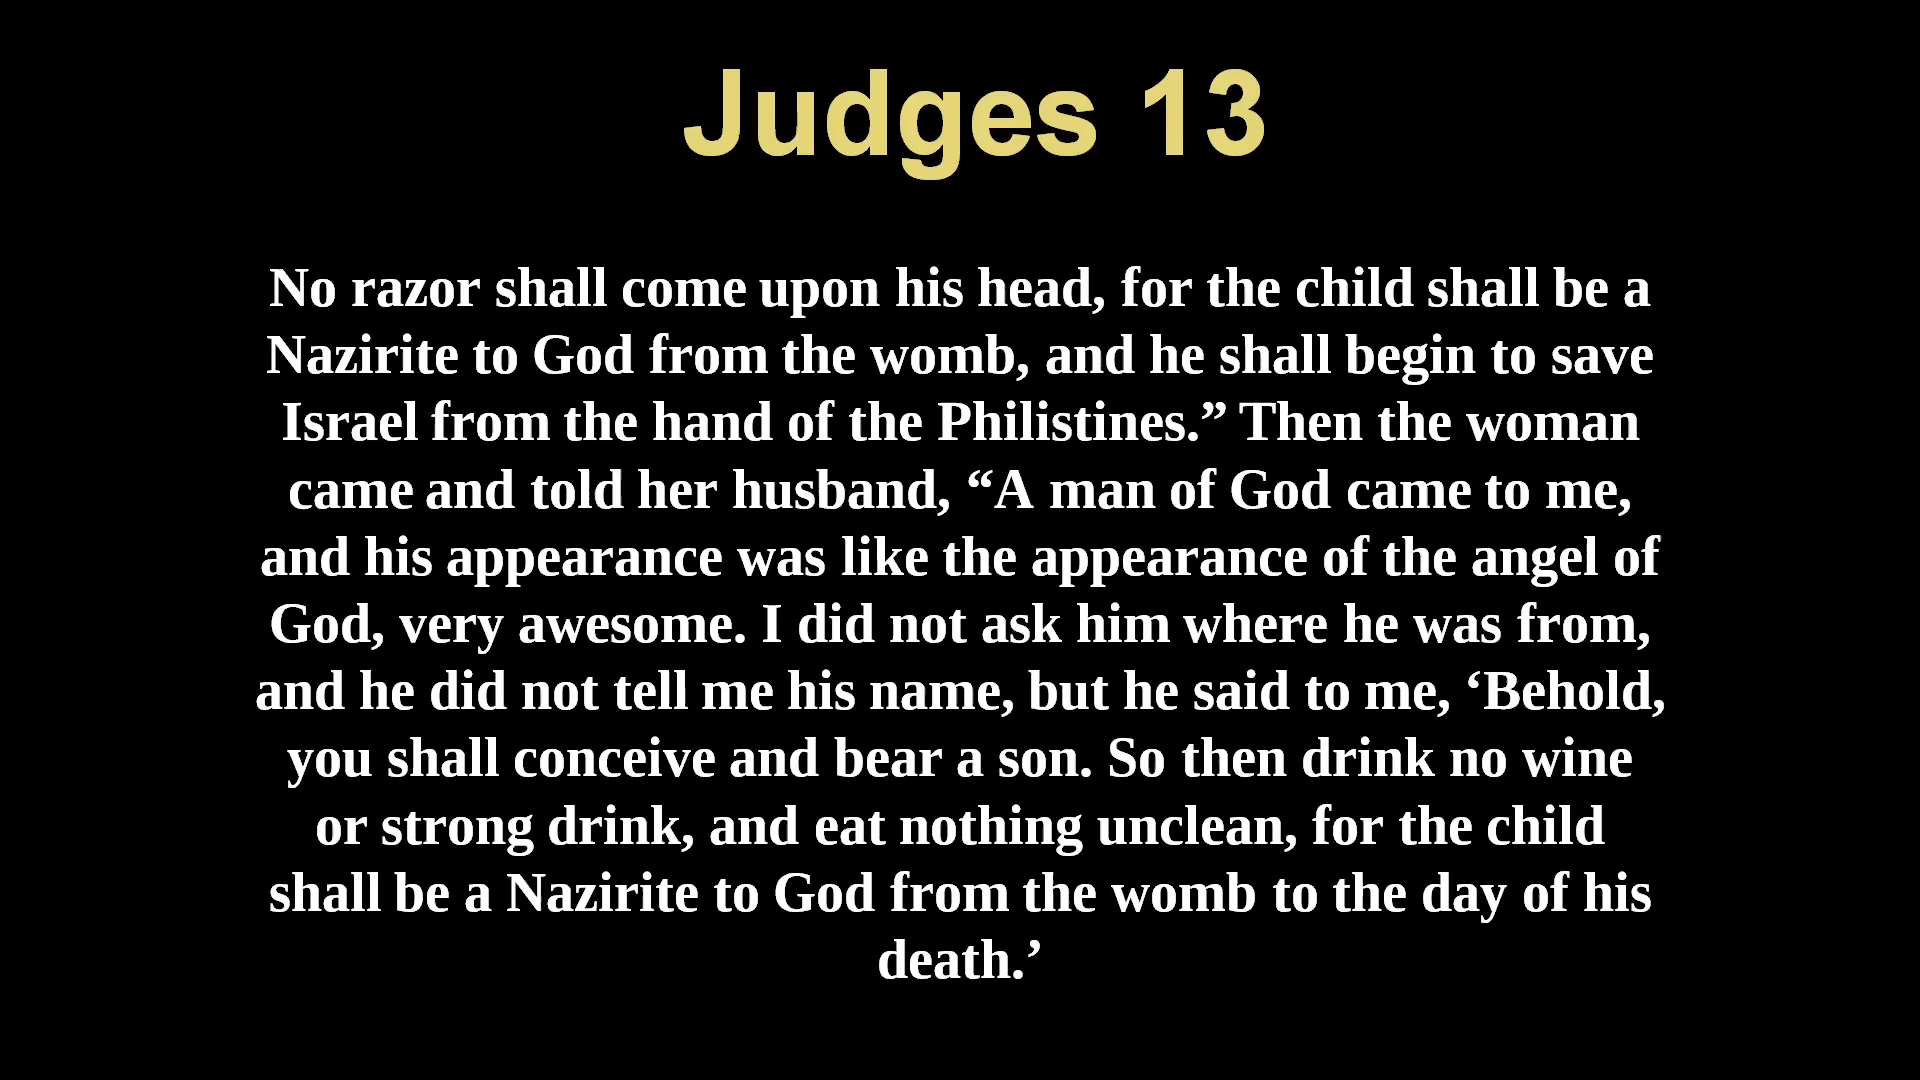 Judges 13
No razor shall come upon his head, for the child shall be a
Nazirite to God from the womb, and he shall begin to save
Israel from the hand of the Philistines.” Then the woman
came and told her husband, “A man of God came to me,
and his appearance was like the appearance of the angel of
God, very awesome. I did not ask him where he was from,
and he did not tell me his name, but he said to me, ‘Behold,
you shall conceive and bear a son. So then drink no wine
or strong drink, and eat nothing unclean, for the child
shall be a Nazirite to God from the womb to the day of his
death.’